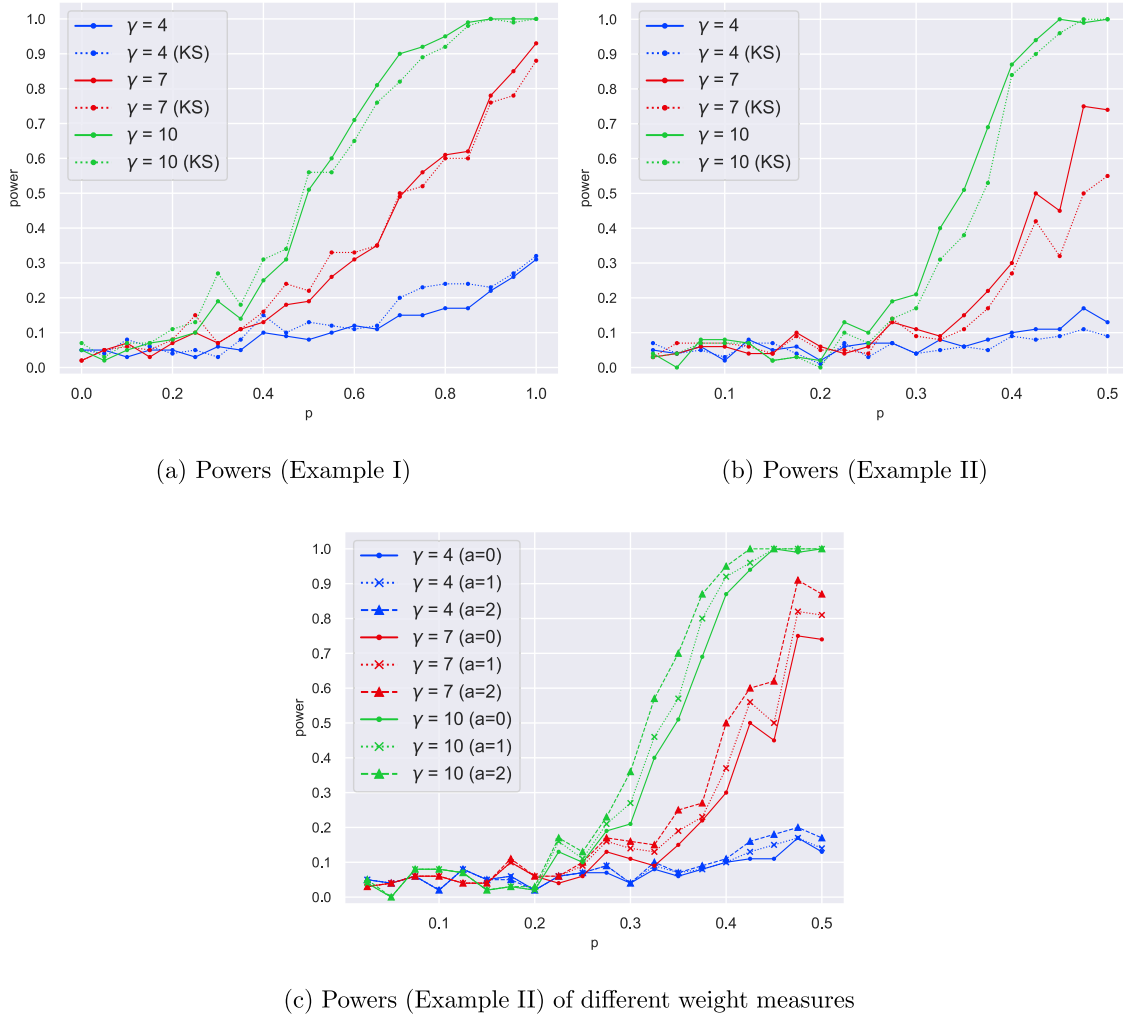 γ = 4
γ = 4 (KS)
γ = 7
γ = 7 (KS)
γ = 10
γ = 10 (KS)
1.0
0.9
0.8
0.7
0.6
0.5
0.4
0.3
0.2
0.1
0.0
power
0.0 0.2 0.4 0.6 0.8 1.0
p
(a) Powers (Example I)
γ = 4
γ = 4 (KS)
γ = 7
γ = 7 (KS)
γ = 10
γ = 10 (KS)
1.0
0.9
0.8
0.7
0.6
0.5
0.4
0.3
0.2
0.1
0.0
power
0.1 0.2 0.3 0.4 0.5
p
(b) Powers (Example II)
γ = 4 (a=0)
γ = 4 (a=1)
γ = 4 (a=2)
γ = 7 (a=0)
γ = 7 (a=1)
γ = 7 (a=2)
γ = 10 (a=0)
γ = 10 (a=1)
γ = 10 (a=2)
1.0
0.9
0.8
0.7
0.6
0.5
0.4
0.3
0.2
0.1
0.0
power
0.1 0.2 0.3 0.4 0.5
p
(c) Powers (Example II) of different weight measures